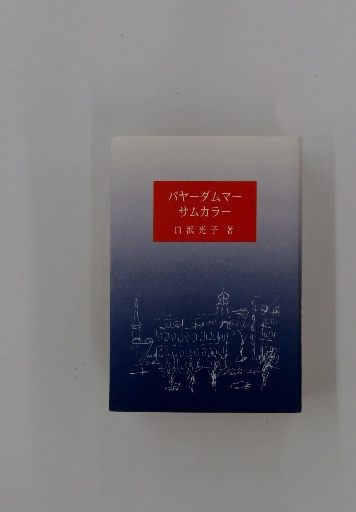 バヤーダムマー
サムカラー
白浜光子 著